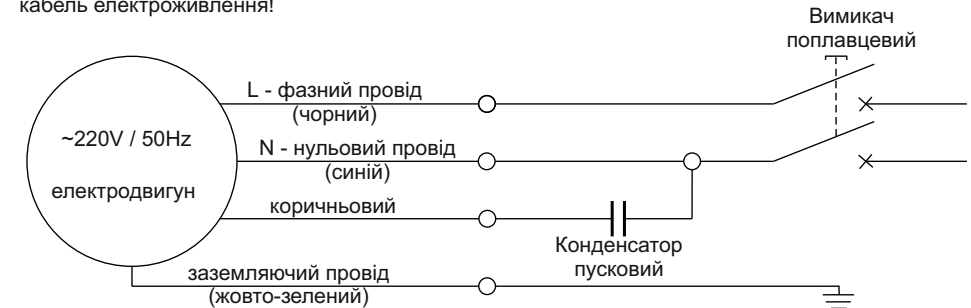 кабель електроживлення!
Вимикач
поплавцевий
L - фазний провід
(чорний)
~220V / 50Hz
N - нульовий провід
(синій)
електродвигун
коричньовий
Конденсатор
пусковий
заземляючий провід
(жовто-зелений)